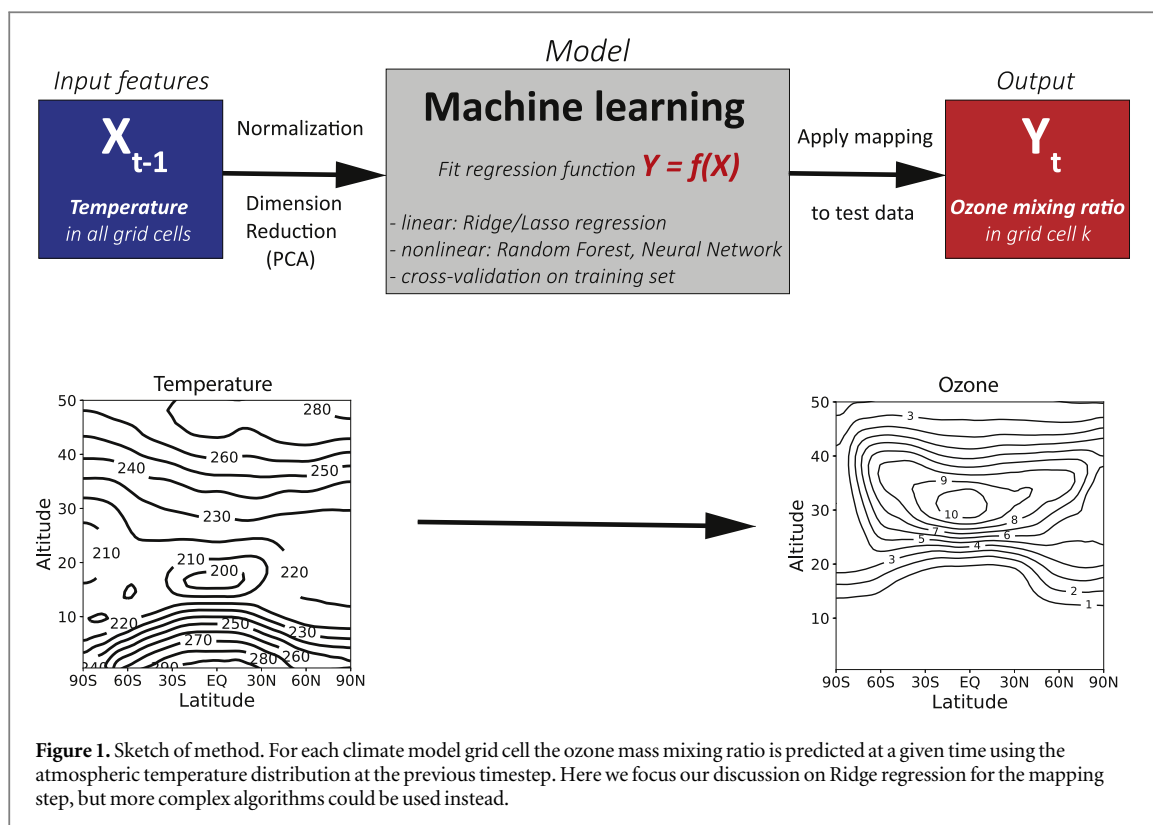 Model
Input features
Output
X t-1
Temperature
in all grid cells
Normalization
Dimension
Reduction
(PCA)
Machine learning
Fit regression function Y = f(X)
- linear: Ridge/Lasso regression
- nonlinear: Random Forest, Neural Network
- cross-validation on training set
Apply mapping
to test data
Y t
Ozone mixing ratio
in grid cell k
Temperature
50
40
30
20
10
Altitude
280
260
240
250
230
210
210
200
220
220
250
230
270
260
280
240
290
90S 60S 30S EQ 30N 60N 90N
Latitude
Ozone
50
40
30
20
10
Altitude
3
9
10
8
7
6
5
4
3
2
1
90S 60S 30S EQ 30N 60N 90N
Latitude
Figure 1. Sketch of method. For each climate model grid cell the ozone mass mixing ratio is predicted at a given time using the
atmospheric temperature distribution at the previous timestep. Here we focus our discussion on Ridge regression for the mapping
step, but more complex algorithms could be used instead.